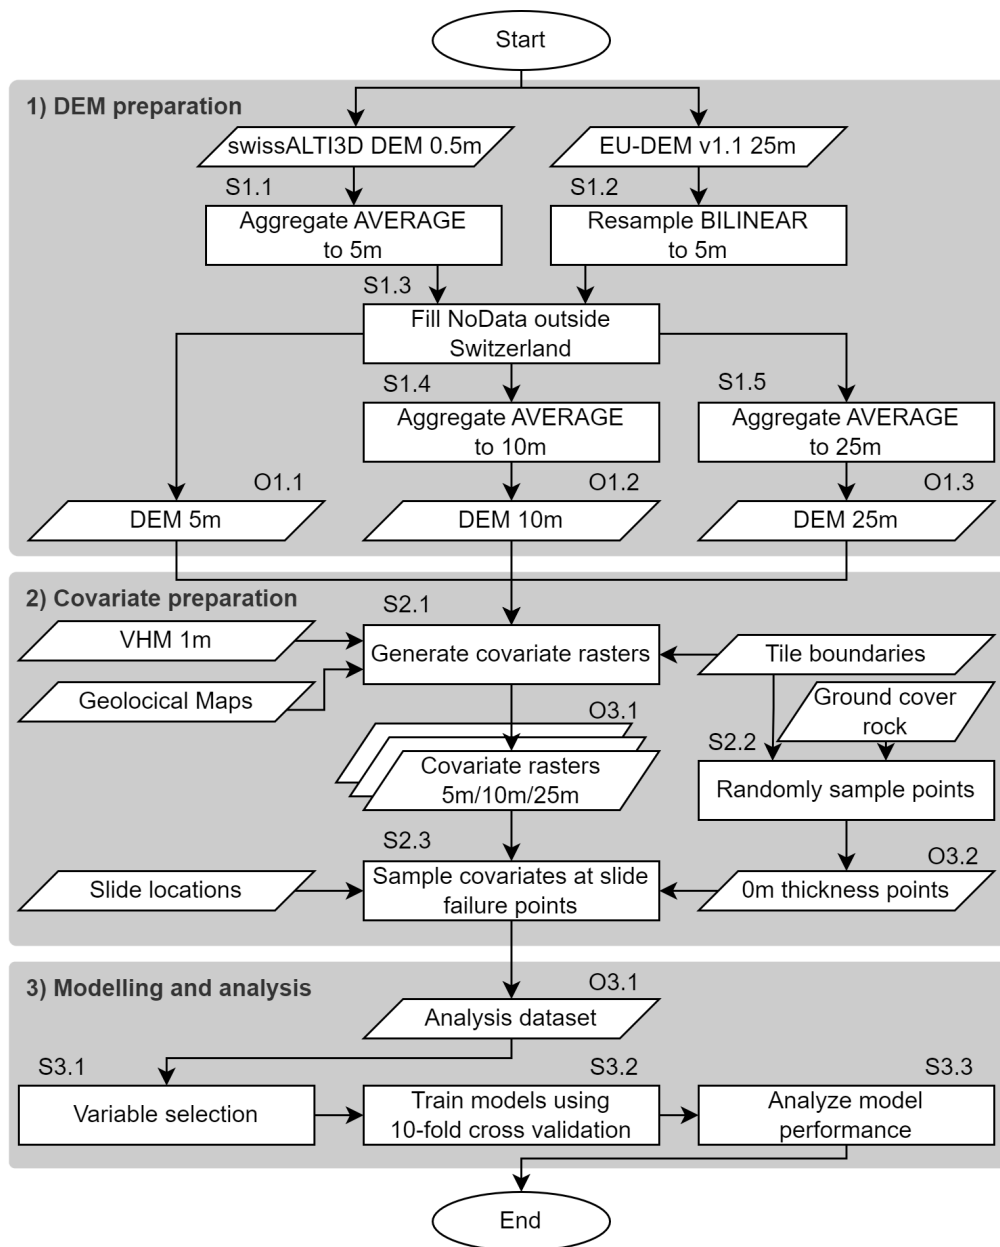 Start
1) DEM preparation
swissALTI3D DEM 0.5m
EU-DEM v1.1 25m
S1.1
S1.2
Aggregate AVERAGE
to 5m
Resample BILINEAR
to 5m
S1.3
Fill NoData outside
Switzerland
S1.4
S1.5
Aggregate AVERAGE
to 10m
Aggregate AVERAGE
to 25m
O1.1
O1.2
O1.3
DEM 5m
DEM 10m
DEM 25m
2) Covariate preparation
S2.1
VHM 1m
Generate covariate rasters
Tile boundaries
Geolocical Maps
Ground cover
rock
O3.1
S2.2
Covariate rasters
5m/10m/25m
Randomly sample points
S2.3
O3.2
Slide locations
Sample covariates at slide
failure points
0m thickness points
3) Modelling and analysis
O3.1
Analysis dataset
S3.1
S3.2
S3.3
Variable selection
Train models using
10-fold cross validation
Analyze model
performance
End